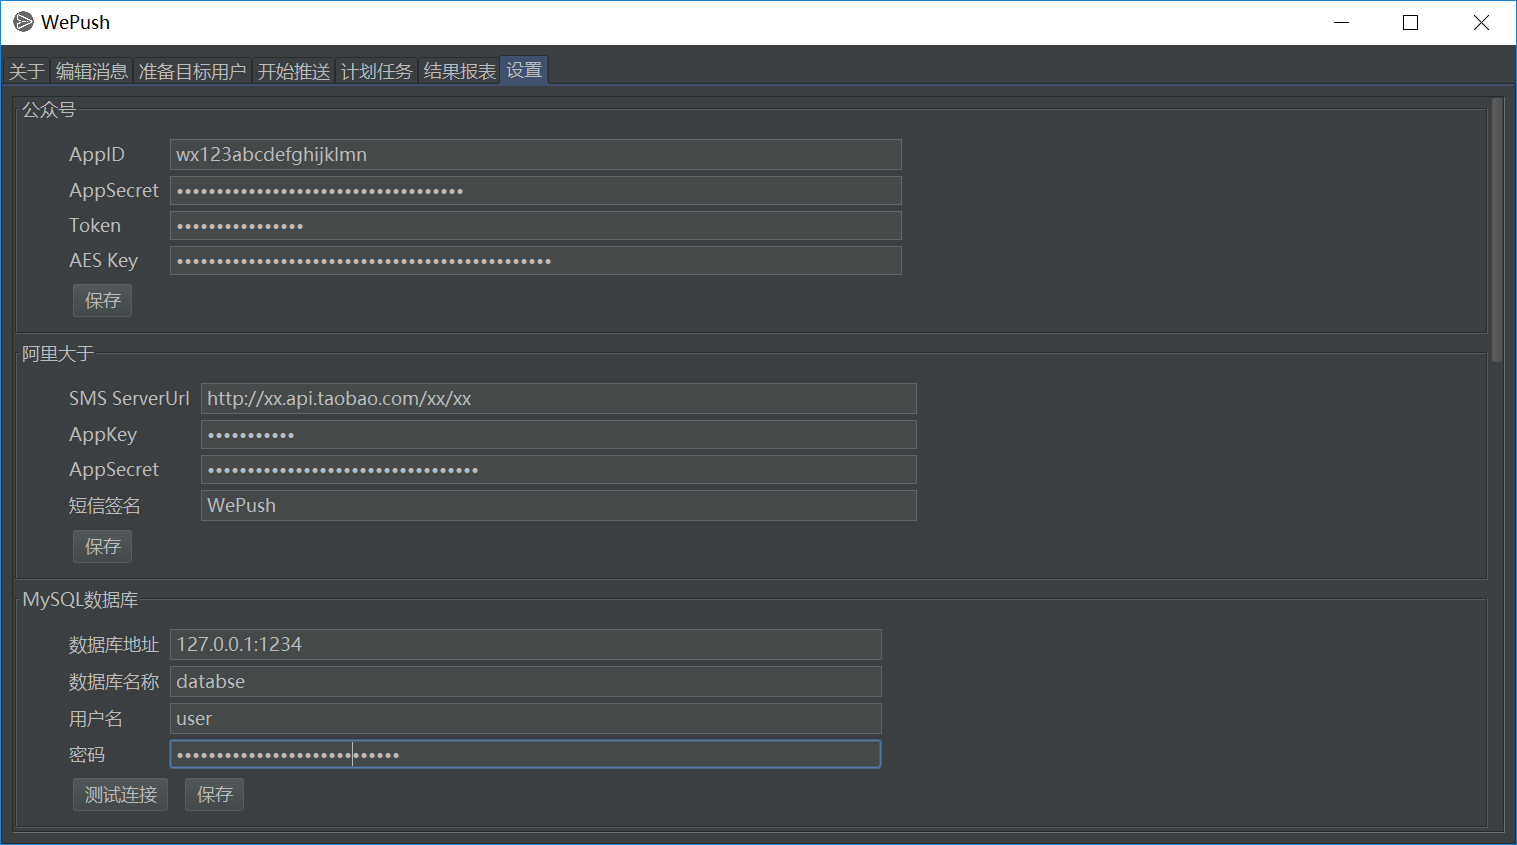 WePush
关于 编辑消息 准备目标用户 开始推送 计划任务 结果报表 设置
公众号
AppID wx123abcdefghijklmn
AppSecret ••••••••••••••••••••••••••••••••••••
Token ••••••••••••••••
AES Key •••••••••••••••••••••••••••••••••••••••••••••••
保存
阿里大于
SMS ServerUrl http://xx.api.taobao.com/xx/xx
AppKey •••••••••••
AppSecret ••••••••••••••••••••••••••••••••••
短信签名 WePush
保存
MySQL数据库
数据库地址 127.0.0.1:1234
数据库名称 databse
用户名 user
密码 ••••••••••••••••••••••••••••
测试连接 保存